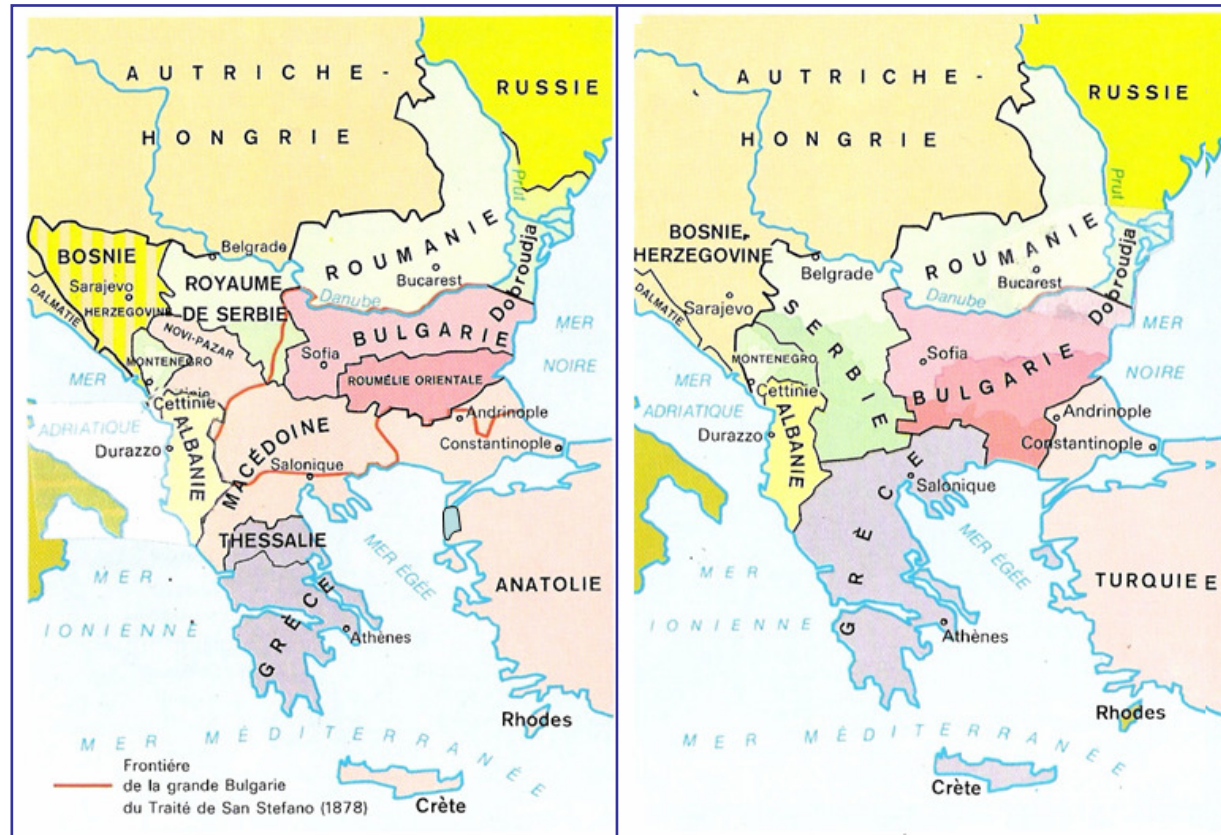 AUTRICHE-
HONGRIE
RUSSIE
Prut
BOSNIE
Sarajevo
HERZEGOVINE
DALMATIE
Belgrade
ROYAUME
DE SERBIE
NOVI-PAZAR
MONTENEGRO
Cettinie
ROUMANIE
Bucarest
Danube
Dobroudja
BULGARIE
Sofia
ROUMÉLIE ORIENTALE
MER
NOIRE
MER
ADRIATIQUE
Durazzo
ALBANIE
MACÉDOINE
Salonique
Andrinople
Constantinople
THESSALIE
MER ÉGÉE
ANATOLIE
MER
IONIENNE
GRÈCE
Athènes
Rhodes
MER MÉDITERRANÉE
Crète
Frontiére
de la grande Bulgarie
du Traité de San Stefano (1878)
AUTRICHE-
HONGRIE
RUSSIE
Prut
BOSNIE,
HERZEGOVINE
Sarajevo
DALMATIE
Belgrade
SERBIE
MONTENEGRO
Cettinie
ROUMANIE
Bucarest
Danube
Dobroudja
Sofia
BULGARIE
MER
NOIRE
MER
ADRIATIQUE
Durazzo
ALBANIE
Andrinople
Constantinople
Salonique
GRÈCE
MER ÉGÉE
TURQUIE E
MER
IONIENNE
Athènes
Rhodes
MER MÉDITERRANÉE
Crète